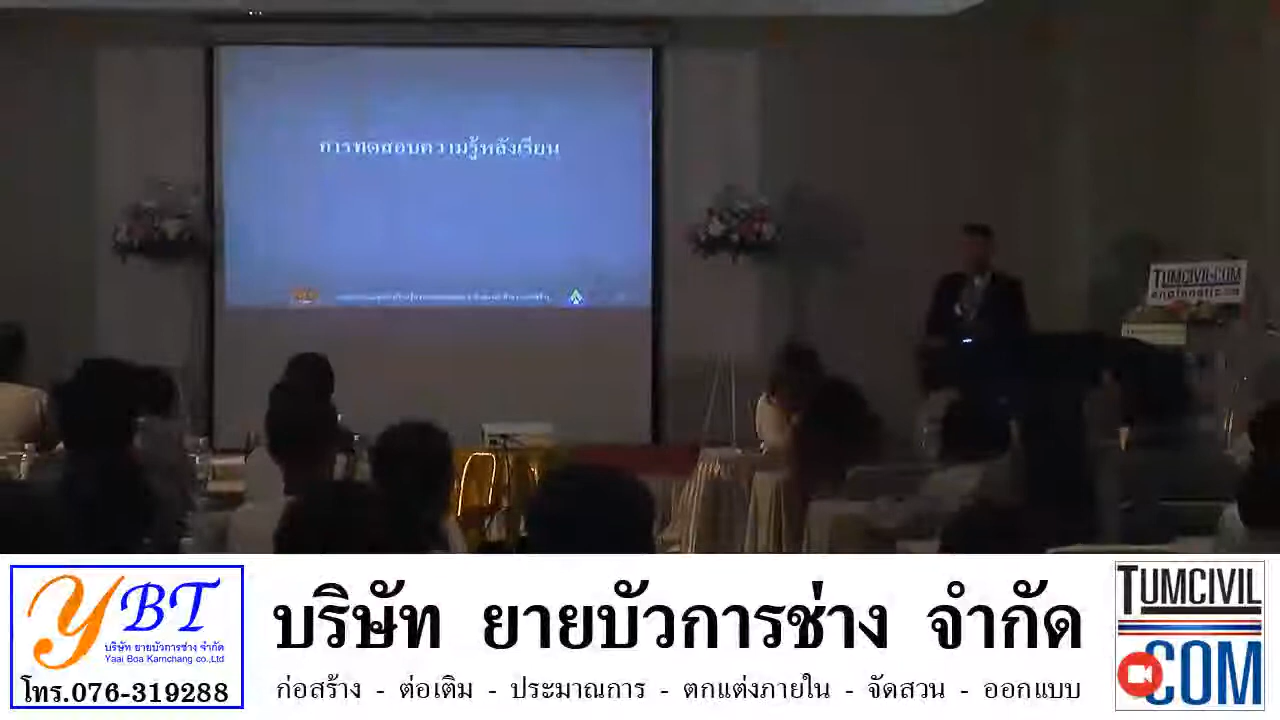 การทดสอบความรู้หลังเรียน
TUMCIVIL.COM
YBT
บริษัท ยายบัวการช่าง จำกัด
Yaai Boa Karnchang co.,Ltd
โทร.076-319288
บริษัท ยายบัวการช่าง จำกัด
ก่อสร้าง - ต่อเติม - ประมาณการ - ตกแต่งภายใน - จัดสวน - ออกแบบ
TUMCIVIL
.COM